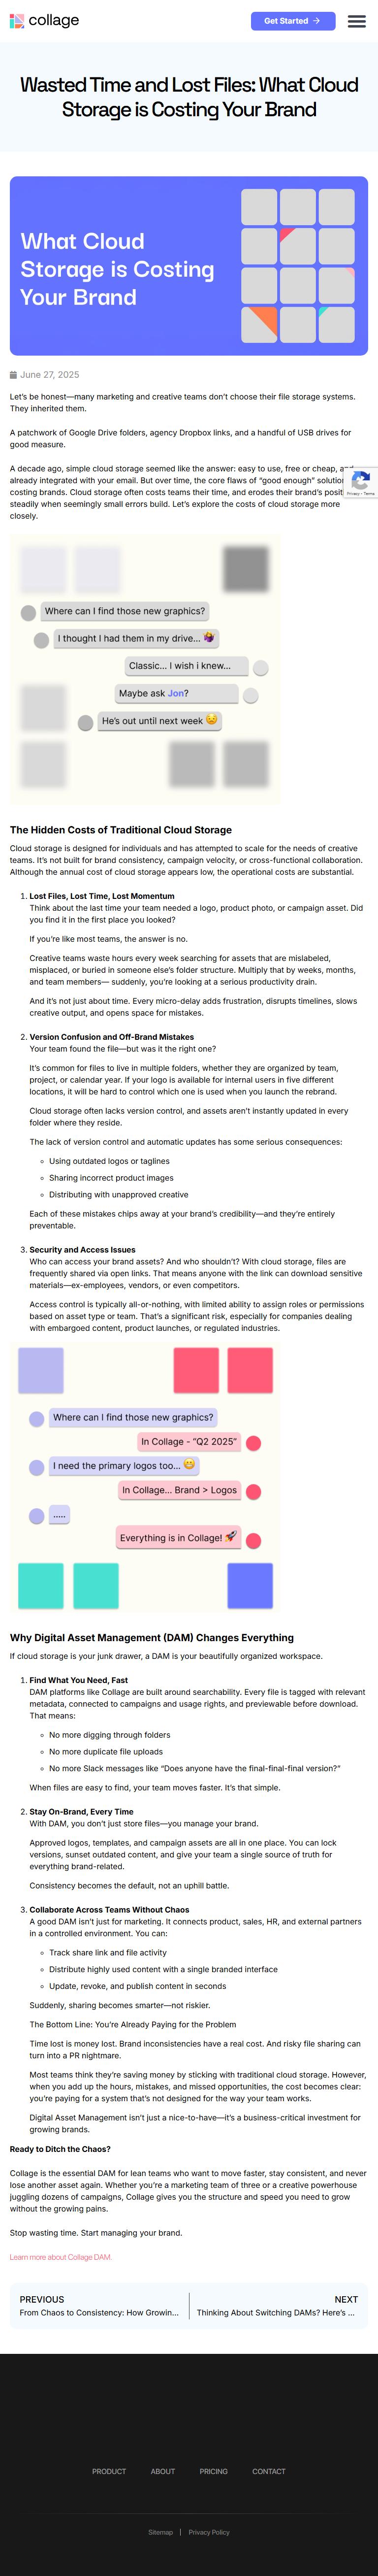 collage
Get Started →
Wasted Time and Lost Files: What Cloud
Storage is Costing Your Brand
What Cloud
Storage is Costing
Your Brand
June 27, 2025
Let's be honest—many marketing and creative teams don't choose their file storage systems.
They inherited them.
A patchwork of Google Drive folders, agency Dropbox links, and a handful of USB drives for
good measure.
A decade ago, simple cloud storage seemed like the answer: easy to use, free or cheap, and
already integrated with your email. But over time, the core flaws of "good enough" solution
costing brands. Cloud storage often costs teams their time, and erodes their brand's positi
steadily when seemingly small errors build. Let's explore the costs of cloud storage more
closely.
Privacy - Terms
Where can I find those new graphics?
I thought I had them in my drive...
Classic... I wish i knew...
Maybe ask Jon?
He's out until next week
The Hidden Costs of Traditional Cloud Storage
Cloud storage is designed for individuals and has attempted to scale for the needs of creative
teams. It's not built for brand consistency, campaign velocity, or cross-functional collaboration.
Although the annual cost of cloud storage appears low, the operational costs are substantial.
1. Lost Files, Lost Time, Lost Momentum
Think about the last time your team needed a logo, product photo, or campaign asset. Did
you find it in the first place you looked?
If you're like most teams, the answer is no.
Creative teams waste hours every week searching for assets that are mislabeled,
misplaced, or buried in someone else's folder structure. Multiply that by weeks, months,
and team members— suddenly, you're looking at a serious productivity drain.
And it's not just about time. Every micro-delay adds frustration, disrupts timelines, slows
creative output, and opens space for mistakes.
2. Version Confusion and Off-Brand Mistakes
Your team found the file—but was it the right one?
It's common for files to live in multiple folders, whether they are organized by team,
project, or calendar year. If your logo is available for internal users in five different
locations, it will be hard to control which one is used when you launch the rebrand.
Cloud storage often lacks version control, and assets aren't instantly updated in every
folder where they reside.
The lack of version control and automatic updates has some serious consequences:
Using outdated logos or taglines
Sharing incorrect product images
Distributing with unapproved creative
Each of these mistakes chips away at your brand's credibility—and they're entirely
preventable.
3. Security and Access Issues
Who can access your brand assets? And who shouldn't? With cloud storage, files are
frequently shared via open links. That means anyone with the link can download sensitive
materials—ex-employees, vendors, or even competitors.
Access control is typically all-or-nothing, with limited ability to assign roles or permissions
based on asset type or team. That's a significant risk, especially for companies dealing
with embargoed content, product launches, or regulated industries.
Where can I find those new graphics?
In Collage - "Q2 2025"
I need the primary logos too...
In Collage... Brand > Logos
.....
Everything is in Collage!
Why Digital Asset Management (DAM) Changes Everything
If cloud storage is your junk drawer, a DAM is your beautifully organized workspace.
1. Find What You Need, Fast
DAM platforms like Collage are built around searchability. Every file is tagged with relevant
metadata, connected to campaigns and usage rights, and previewable before download.
That means:
No more digging through folders
No more duplicate file uploads
No more Slack messages like "Does anyone have the final-final-final version?"
When files are easy to find, your team moves faster. It's that simple.
2. Stay On-Brand, Every Time
With DAM, you don't just store files—you manage your brand.
Approved logos, templates, and campaign assets are all in one place. You can lock
versions, sunset outdated content, and give your team a single source of truth for
everything brand-related.
Consistency becomes the default, not an uphill battle.
3. Collaborate Across Teams Without Chaos
A good DAM isn't just for marketing. It connects product, sales, HR, and external partners
in a controlled environment. You can:
Track share link and file activity
Distribute highly used content with a single branded interface
Update, revoke, and publish content in seconds
Suddenly, sharing becomes smarter—not riskier.
The Bottom Line: You're Already Paying for the Problem
Time lost is money lost. Brand inconsistencies have a real cost. And risky file sharing can
turn into a PR nightmare.
Most teams think they're saving money by sticking with traditional cloud storage. However,
when you add up the hours, mistakes, and missed opportunities, the cost becomes clear:
you're paying for a system that's not designed for the way your team works.
Digital Asset Management isn't just a nice-to-have—it's a business-critical investment for
growing brands.
Ready to Ditch the Chaos?
Collage is the essential DAM for lean teams who want to move faster, stay consistent, and never
lose another asset again. Whether you're a marketing team of three or a creative powerhouse
juggling dozens of campaigns, Collage gives you the structure and speed you need to grow
without the growing pains.
Stop wasting time. Start managing your brand.
Learn more about Collage DAM.
PREVIOUS
From Chaos to Consistency: How Growin...
NEXT
Thinking About Switching DAMs? Here's ...
PRODUCT ABOUT PRICING CONTACT
Sitemap | Privacy Policy